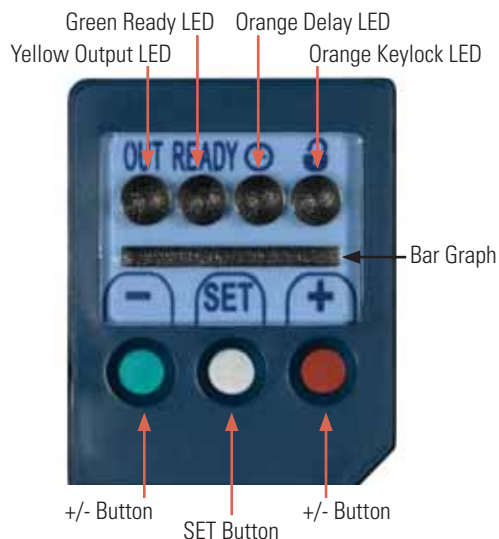 Green Ready LED
Orange Delay LED
Yellow Output LED
Orange Keylock LED
OUT READY
Bar Graph
− SET +
+/- Button
+/- Button
SET Button